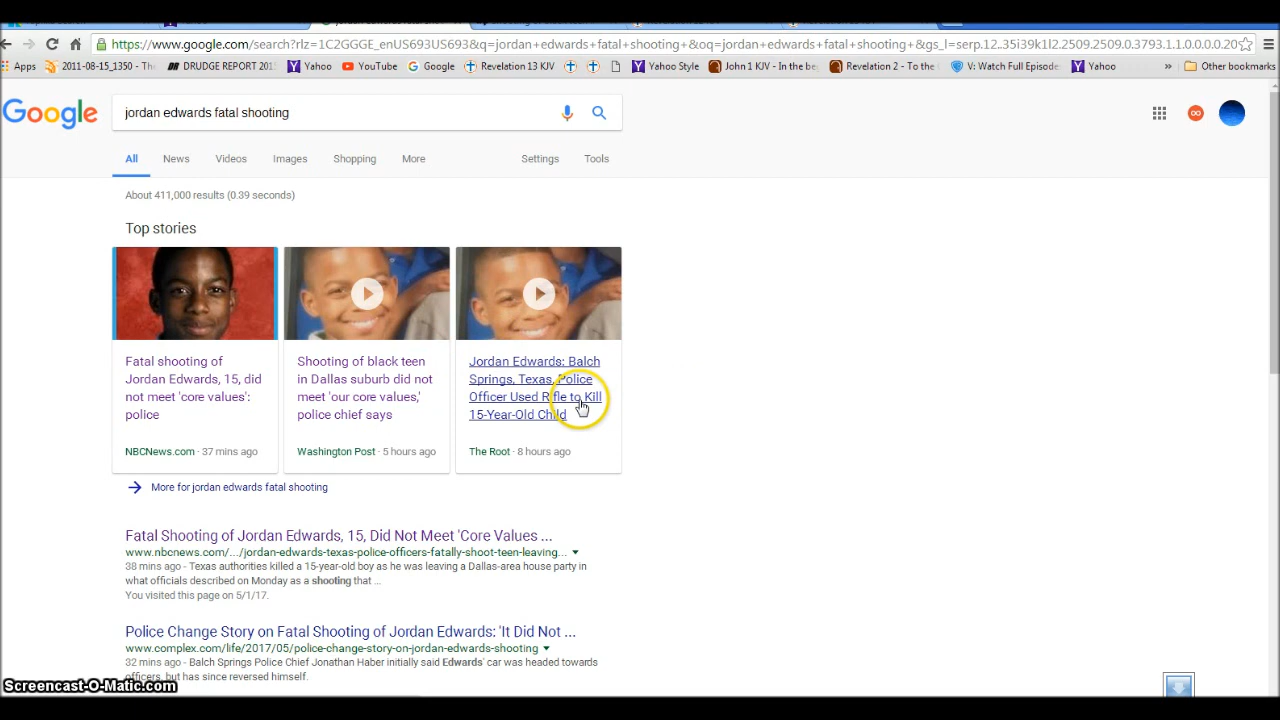 https://www.google.com/search?rlz=1C2GGGE_enUS693US693&q=jordan+edwards+fatal+shooting+&oq=jordan+edwards+fatal+shooting+&gs_l=serp.12..35i39k1l2.2509.2509.0.3793.1.1.0.0.0.0.20
Apps 2011-08-15_1350 - Th DRUDGE REPORT 201 Yahoo YouTube Google Revelation 13 KJV Yahoo Style John 1 KJV - In the be Revelation 2 - To the V: Watch Full Episode Yahoo » Other bookmarks
Google
jordan edwards fatal shooting
All News Videos Images Shopping More Settings Tools
About 411,000 results (0.39 seconds)
Top stories
Fatal shooting of
Jordan Edwards, 15, did
not meet 'core values':
police
NBCNews.com · 37 mins ago
Shooting of black teen
in Dallas suburb did not
meet 'our core values,'
police chief says
Washington Post · 5 hours ago
Jordan Edwards: Balch
Springs, Texas, Police
Officer Used Rifle to Kill
15-Year-Old Child
The Root · 8 hours ago
More for jordan edwards fatal shooting
Fatal Shooting of Jordan Edwards, 15, Did Not Meet 'Core Values ...
www.nbcnews.com/.../jordan-edwards-texas-police-officers-fatally-shoot-teen-leaving...
38 mins ago - Texas authorities killed a 15-year-old boy as he was leaving a Dallas-area house party in
what officials described on Monday as a shooting that ...
You visited this page on 5/1/17.
Police Change Story on Fatal Shooting of Jordan Edwards: 'It Did Not ...
www.complex.com/life/2017/05/police-change-story-on-jordan-edwards-shooting
32 mins ago - Balch Springs Police Chief Jonathan Haber initially said Edwards' car was headed towards
officers, but has since reversed himself.
Screencast-O-Matic.com